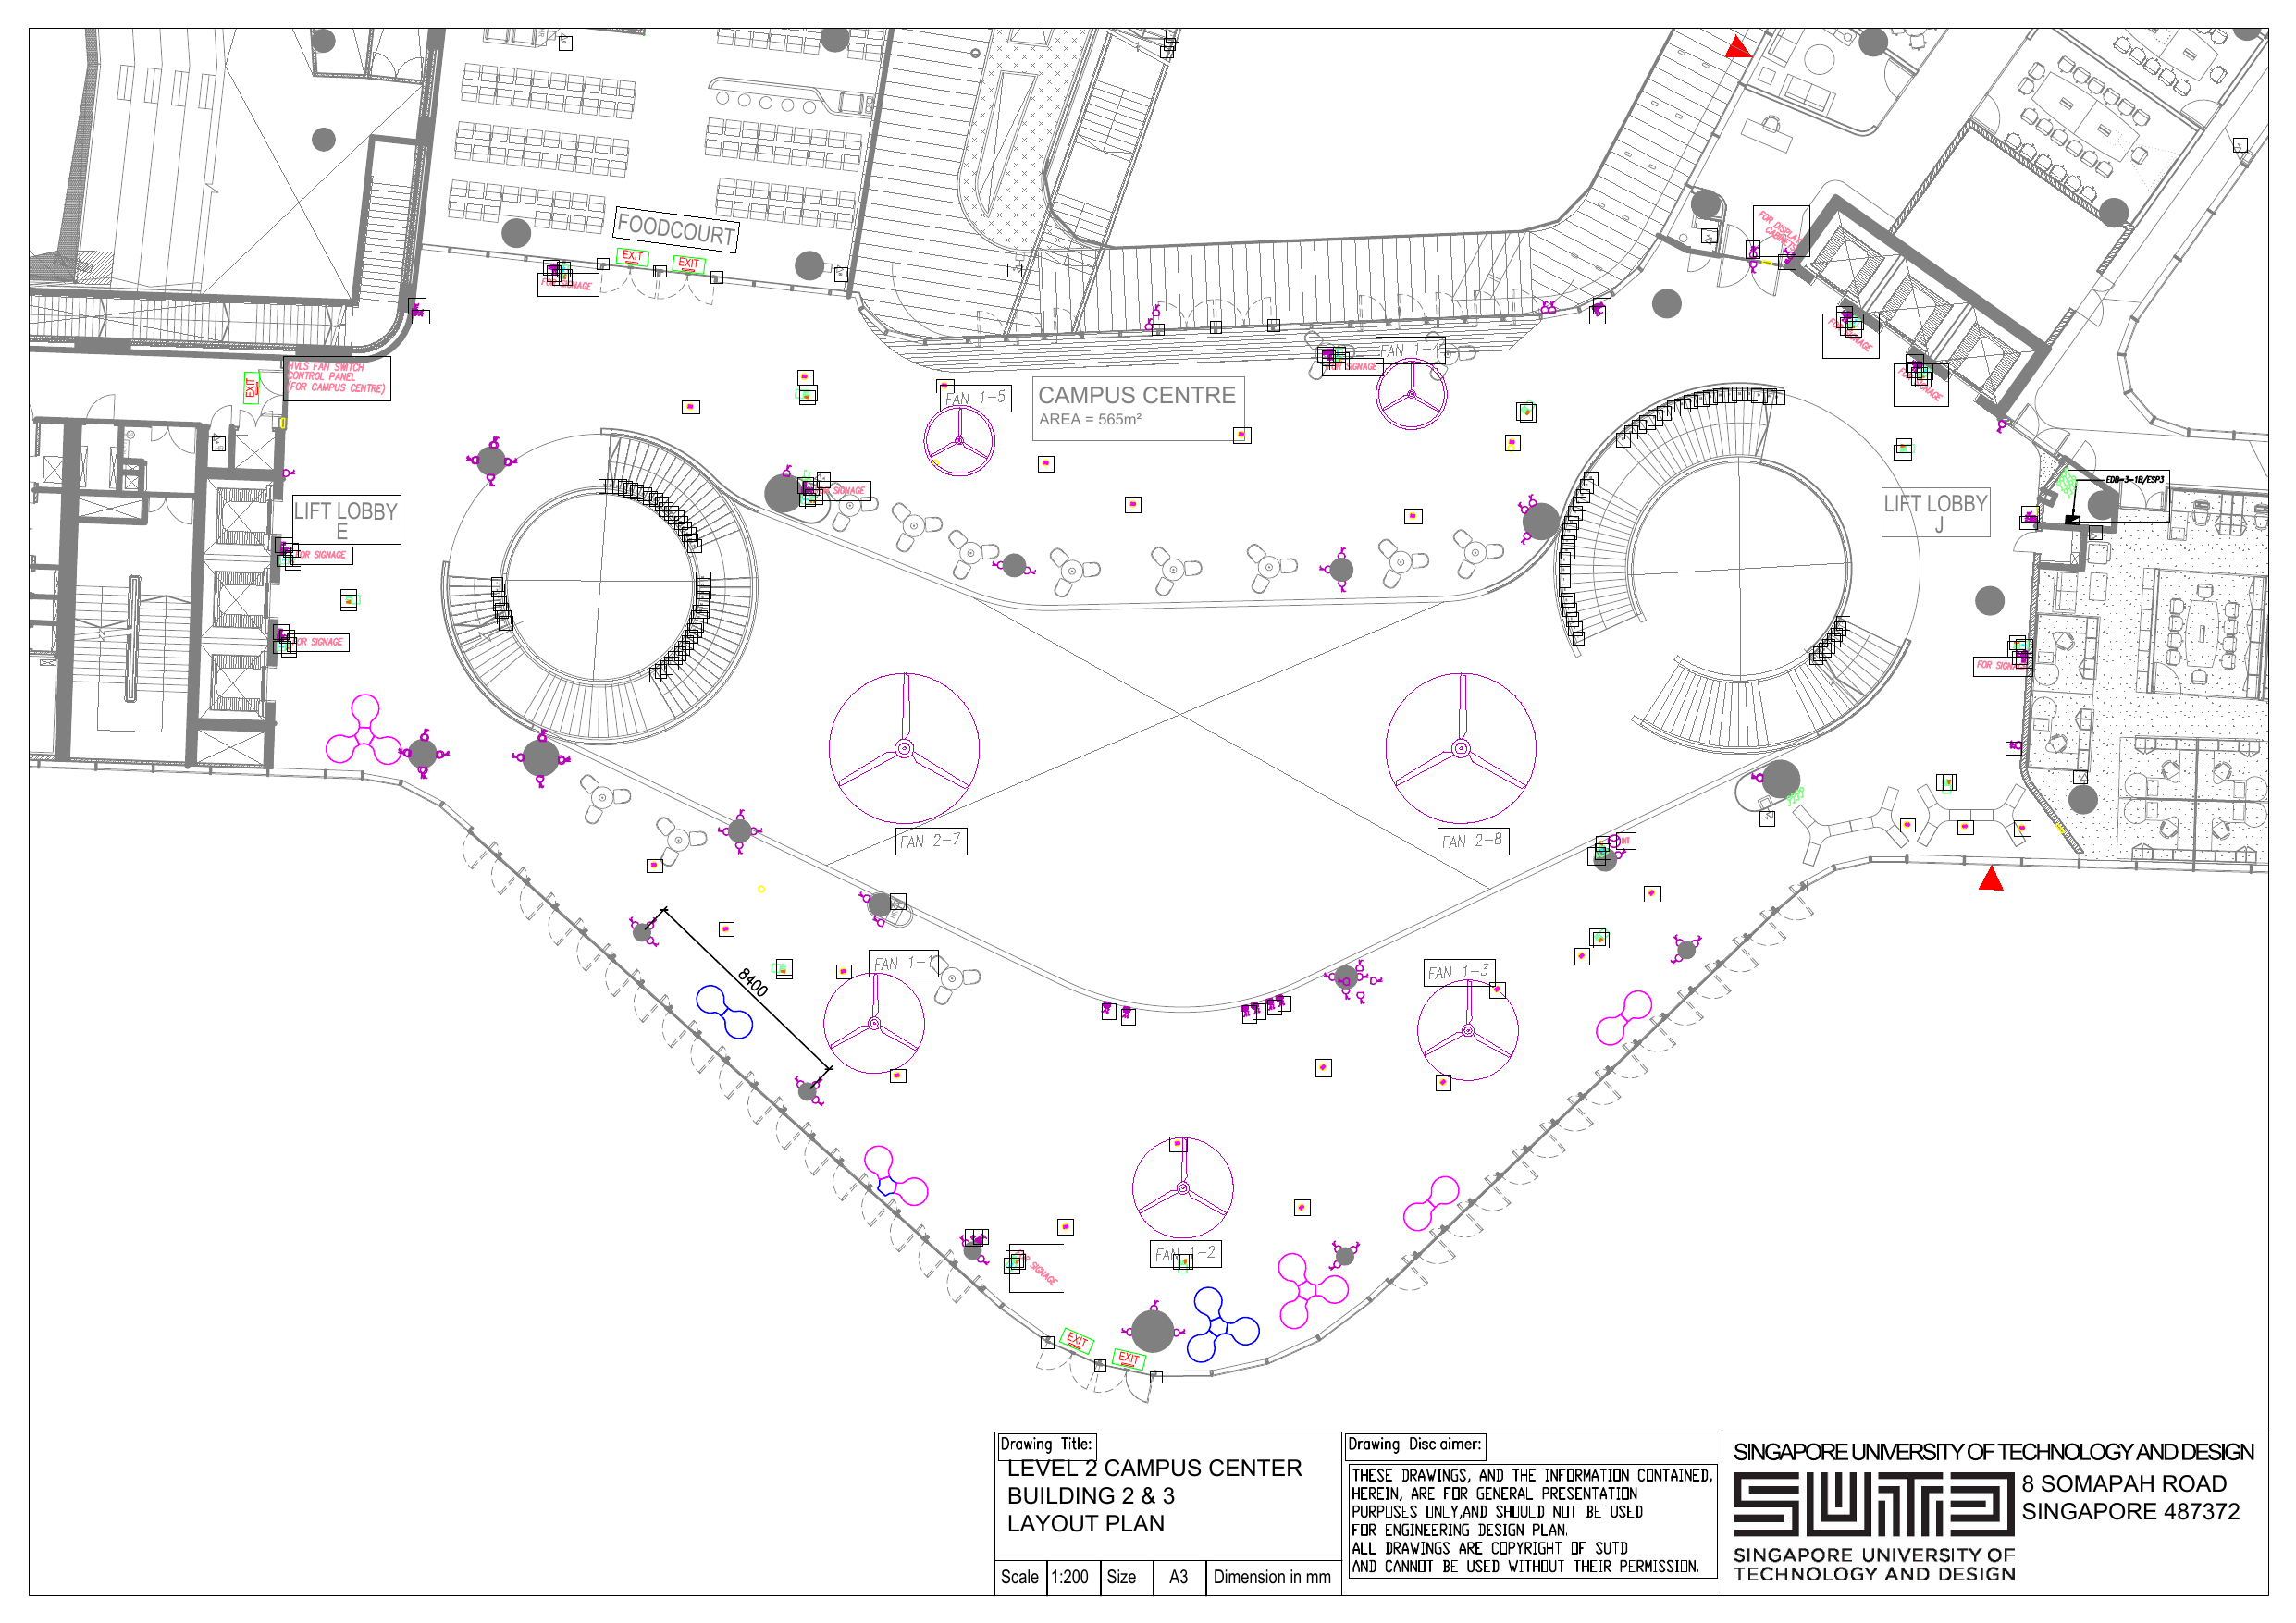 FOODCOURT
EXIT
EXIT
FOR SIGNAGE
FOR DISPLAY
CABINETS
FOR SIGNAGE
FOR SIGNAGE
HVLS FAN SWITCH
CONTROL PANEL
(FOR CAMPUS CENTRE)
EXIT
FAN 1-5
CAMPUS CENTRE
AREA = 565m²
FAN 1-4
FOR SIGNAGE
SIGNAGE
LIFT LOBBY
E
FOR SIGNAGE
FOR SIGNAGE
LIFT LOBBY
J
EDB-3-1B/ESP3
FOR SIGNAGE
FAN 2-7
FAN 2-8
8400
FAN 1-1
FAN 1-3
FAN 1-2
SIGNAGE
EXIT
EXIT
Drawing Title:
LEVEL 2 CAMPUS CENTER
BUILDING 2 & 3
LAYOUT PLAN
Scale 1:200 Size A3 Dimension in mm
Drawing Disclaimer:
THESE DRAWINGS, AND THE INFORMATION CONTAINED,
HEREIN, ARE FOR GENERAL PRESENTATION
PURPOSES ONLY,AND SHOULD NOT BE USED
FOR ENGINEERING DESIGN PLAN.
ALL DRAWINGS ARE COPYRIGHT OF SUTD
AND CANNOT BE USED WITHOUT THEIR PERMISSION.
SINGAPORE UNIVERSITY OF TECHNOLOGY AND DESIGN
SUTD
8 SOMAPAH ROAD
SINGAPORE 487372
SINGAPORE UNIVERSITY OF
TECHNOLOGY AND DESIGN